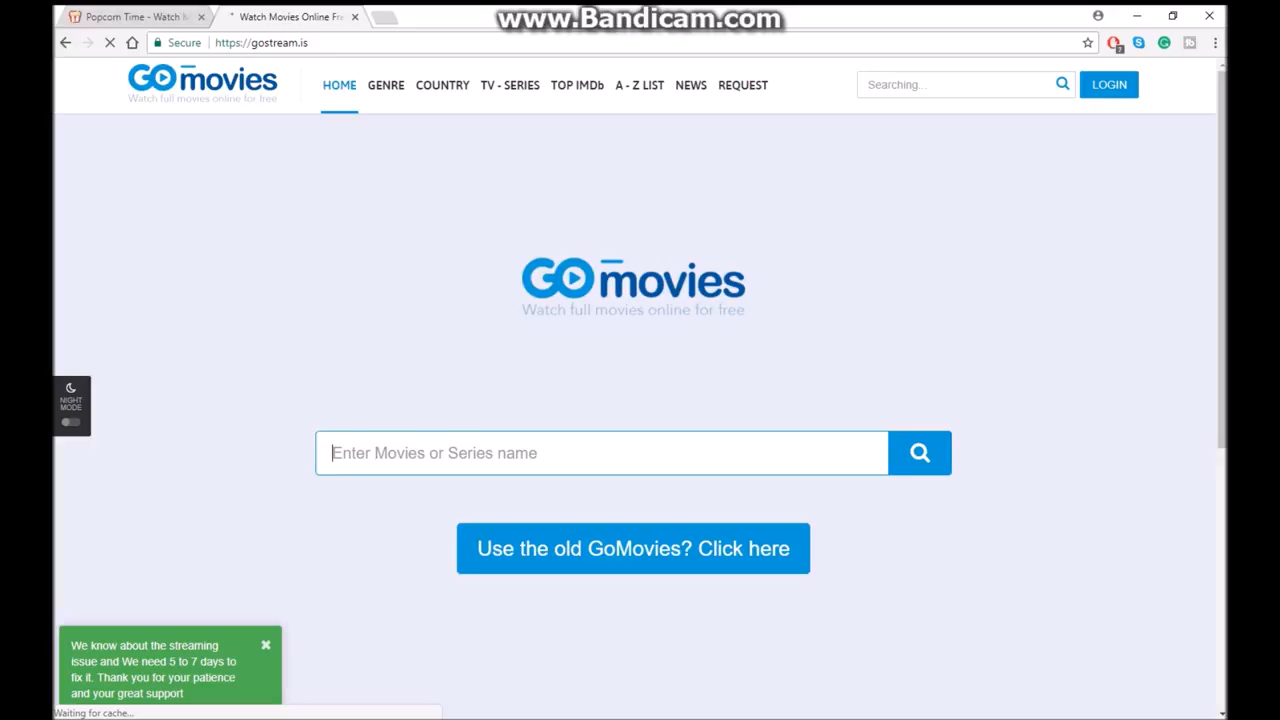 www.Bandicam.com
Popcorn Time - Watch M
Watch Movies Online Fre
Secure https://gostream.is
7
GOmovies
Watch full movies online for free
HOME GENRE COUNTRY TV - SERIES TOP IMDb A - Z LIST NEWS REQUEST
Searching...
LOGIN
GOmovies
Watch full movies online for free
NIGHT
MODE
Enter Movies or Series name
Use the old GoMovies? Click here
We know about the streaming
issue and We need 5 to 7 days to
fix it. Thank you for your patience
and your great support
Waiting for cache...